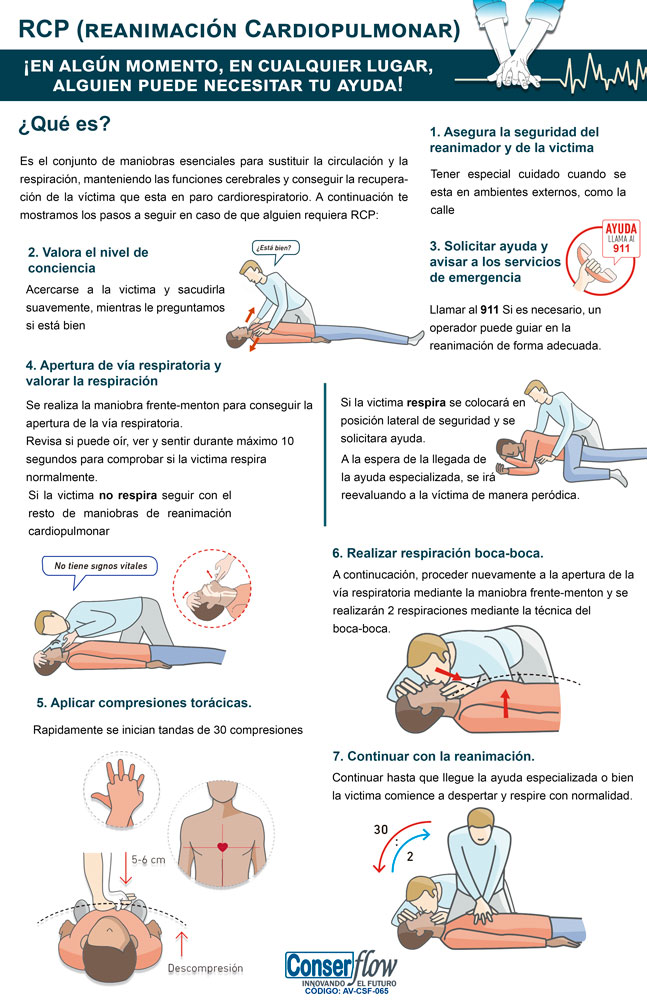 RCP (REANIMACIÓN CARDIOPULMONAR)
¡EN ALGÚN MOMENTO, EN CUALQUIER LUGAR,
ALGUIEN PUEDE NECESITAR TU AYUDA!
¿Qué es?
Es el conjunto de maniobras esenciales para sustituir la circulación y la
respiración, manteniendo las funciones cerebrales y conseguir la recupera-
ción de la víctima que esta en paro cardiorespiratorio. A continuación te
mostramos los pasos a seguir en caso de que alguien requiera RCP:
1. Asegura la seguridad del
reanimador y de la victima
Tener especial cuidado cuando se
esta en ambientes externos, como la
calle
2. Valora el nivel de
conciencia
Acercarse a la victima y sacudirla
suavemente, mientras le preguntamos
si está bien
¿Está bien?
3. Solicitar ayuda y
avisar a los servicios
de emergencia
AYUDA
LLAMA AL
911
Llamar al 911 Si es necesario, un
operador puede guiar en la
reanimación de forma adecuada.
4. Apertura de vía respiratoria y
valorar la respiración
Se realiza la maniobra frente-menton para conseguir la
apertura de la vía respiratoria.
Revisa si puede oír, ver y sentir durante máximo 10
segundos para comprobar si la victima respira
normalmente.
Si la victima no respira seguir con el
resto de maniobras de reanimación
cardiopulmonar
Si la victima respira se colocará en
posición lateral de seguridad y se
solicitara ayuda.
A la espera de la llegada de
la ayuda especializada, se irá
reevaluando a la víctima de manera peródica.
No tiene signos vitales
5. Aplicar compresiones torácicas.
Rapidamente se inician tandas de 30 compresiones
5-6 cm
Descompresión
6. Realizar respiración boca-boca.
A continucación, proceder nuevamente a la apertura de la
vía respiratoria mediante la maniobra frente-menton y se
realizarán 2 respiraciones mediante la técnica del
boca-boca.
7. Continuar con la reanimación.
Continuar hasta que llegue la ayuda especializada o bien
la victima comience a despertar y respire con normalidad.
30
:
2
Conserflow
INNOVANDO EL FUTURO
CÓDIGO: AV-CSF-065